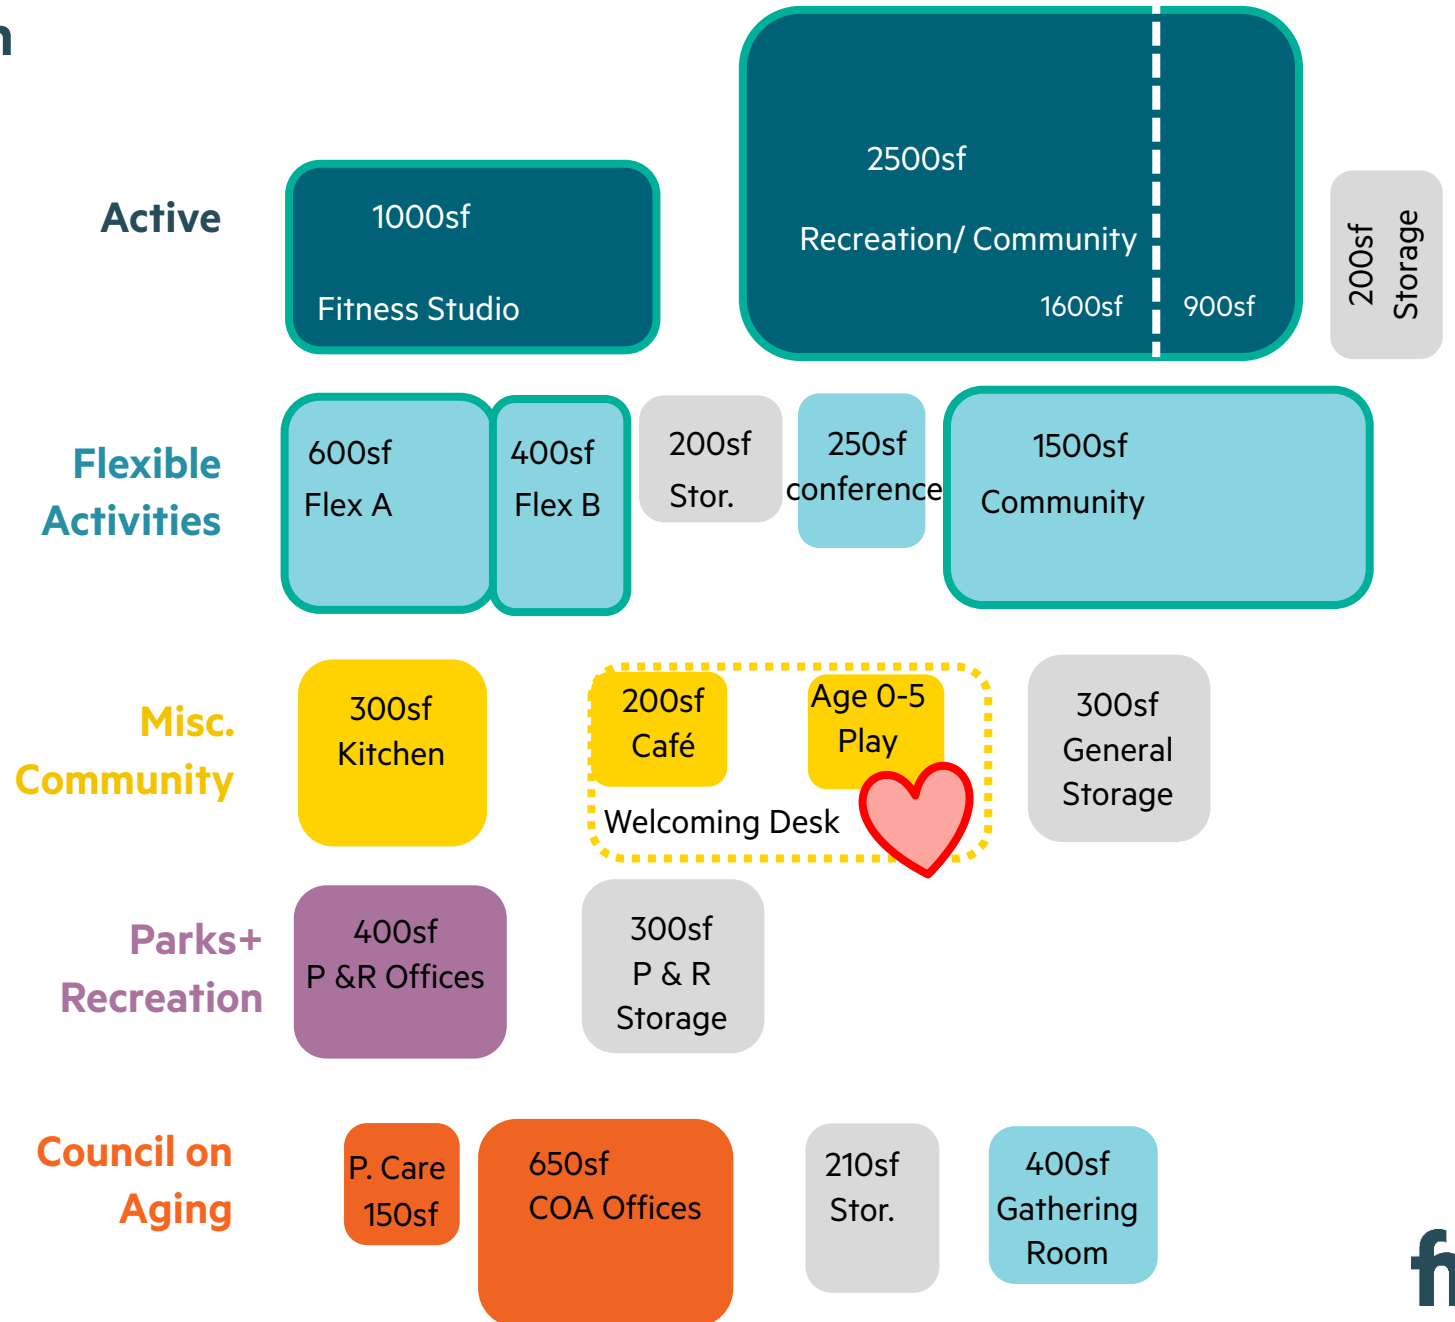 Active
1000sf
Fitness Studio
2500sf
Recreation/ Community
1600sf
900sf
200sf
Storage
Flexible
Activities
600sf
Flex A
400sf
Flex B
200sf
Stor.
250sf
conference
1500sf
Community
Misc.
Community
300sf
Kitchen
200sf
Café
Age 0-5
Play
Welcoming Desk
300sf
General
Storage
Parks+
Recreation
400sf
P &R Offices
300sf
P & R
Storage
Council on
Aging
P. Care
150sf
650sf
COA Offices
210sf
Stor.
400sf
Gathering
Room